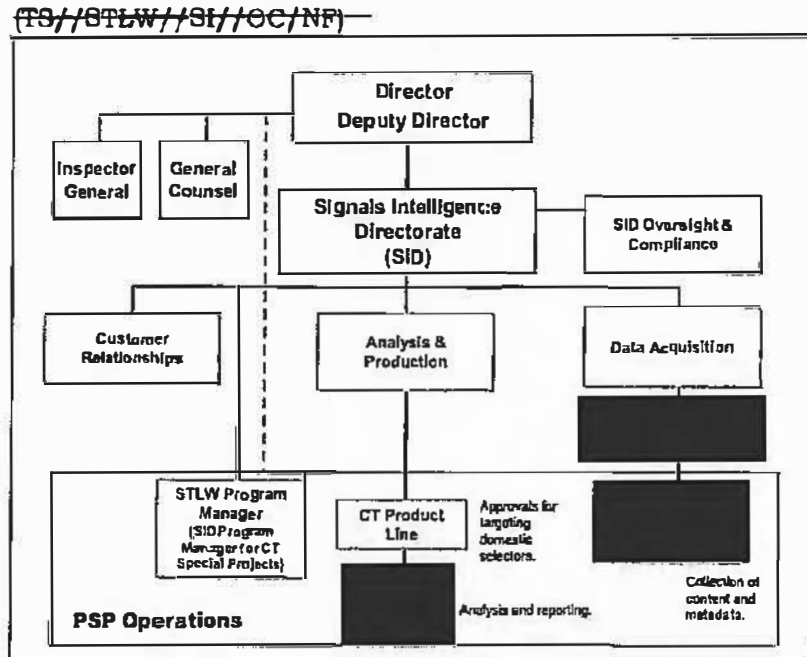 (TS//STLW//SI//OC/NF)
Director
Deputy Director
Inspector
General
General
Counsel
Signals Intelligence
Directorate
(SID)
SID Oversight &
Compliance
Customer
Relationships
Analysis &
Production
Data Acquisition
STLW Program
Manager
(SID Program
Manager for CT
Special Projects)
CT Product
Line
Approvals for
targeting
domestic
selectors.
Analysis and reporting.
Collection of
content and
metadata.
PSP Operations